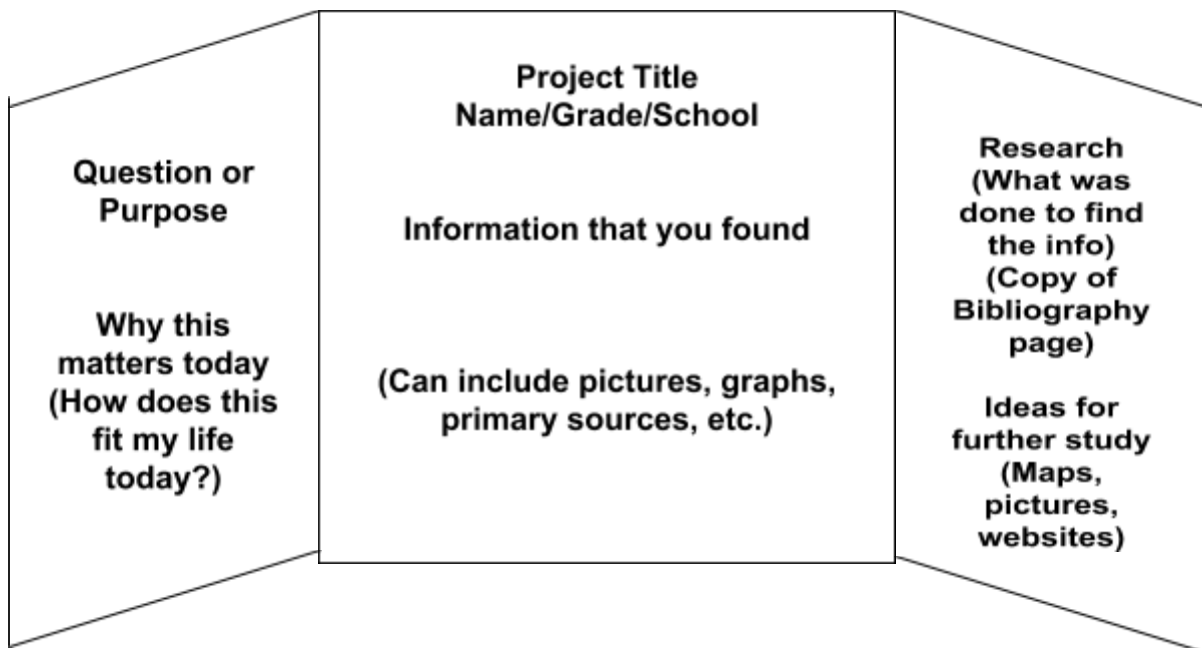 Question or
Purpose
Why this
matters today
(How does this
fit my life
today?)
Project Title
Name/Grade/School
Information that you found
(Can include pictures, graphs,
primary sources, etc.)
Research
(What was
done to find
the info)
(Copy of
Bibliography
page)
Ideas for
further study
(Maps,
pictures,
websites)